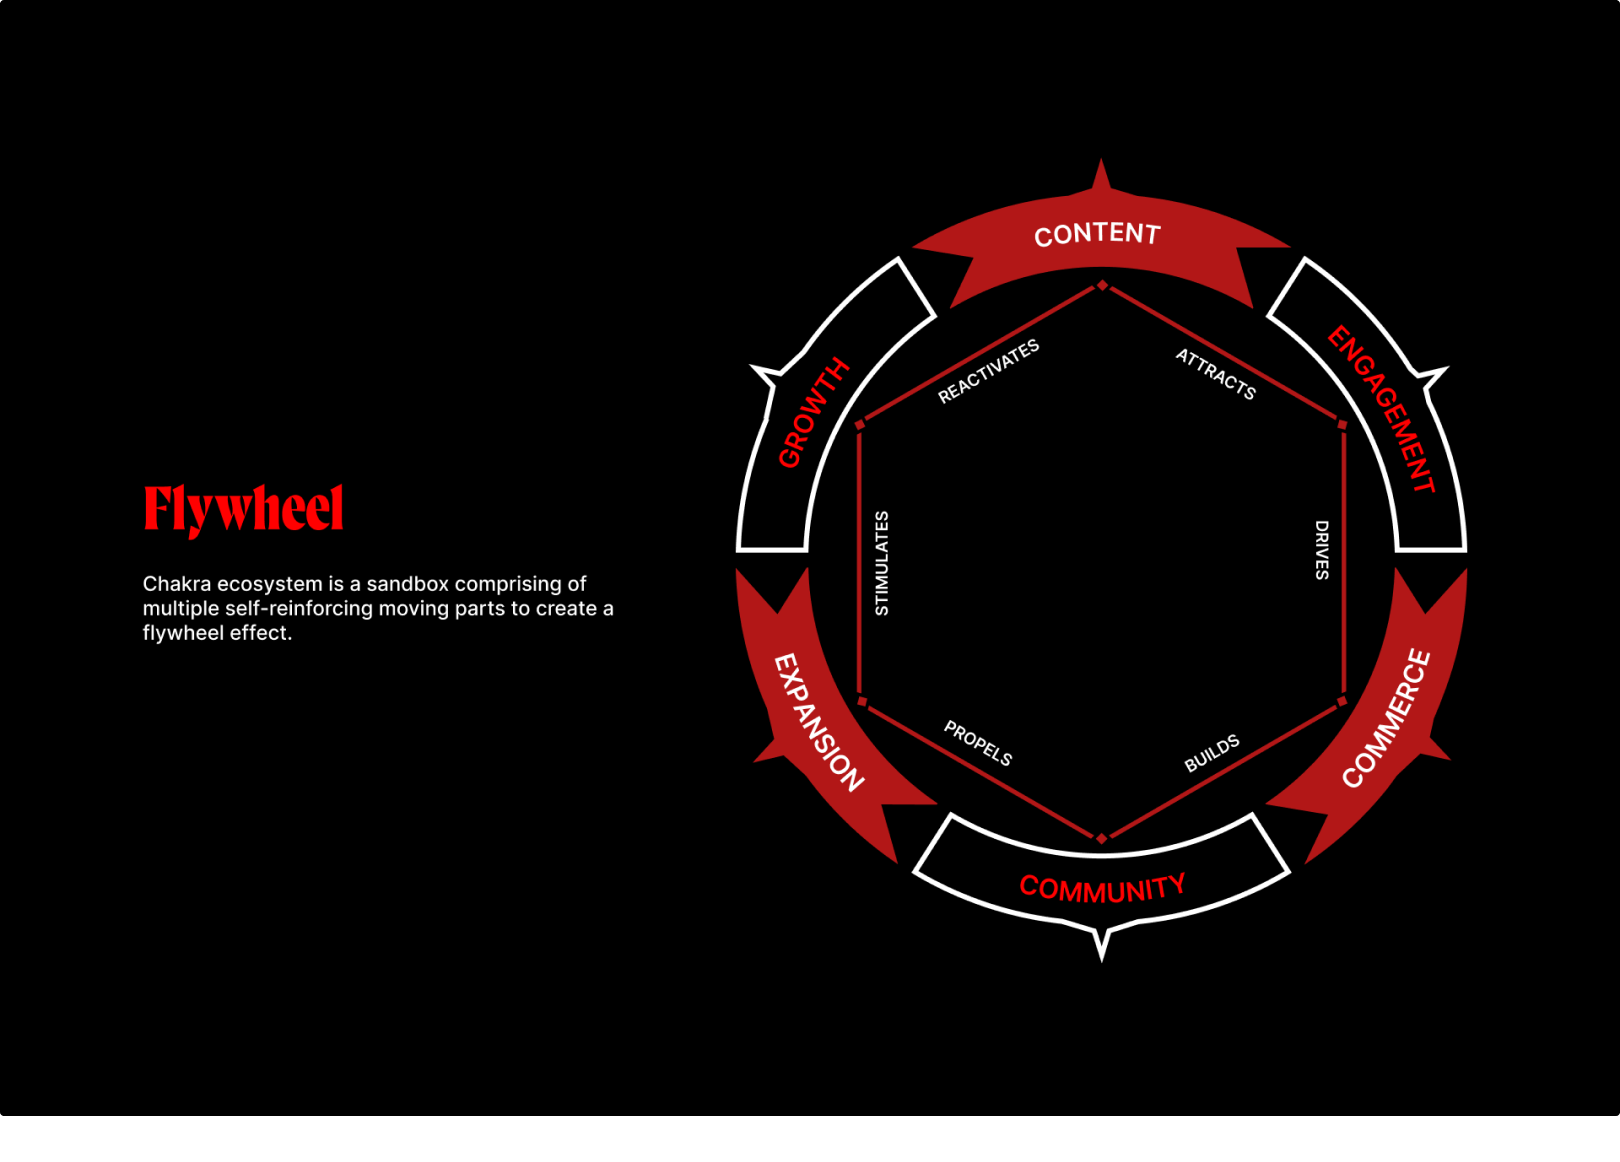 Flywheel
Chakra ecosystem is a sandbox comprising of
multiple self-reinforcing moving parts to create a
flywheel effect.
CONTENT
ATTRACTS
ENGAGEMENT
DRIVES
COMMERCE
BUILDS
COMMUNITY
PROPELS
EXPANSION
STIMULATES
GROWTH
REACTIVATES